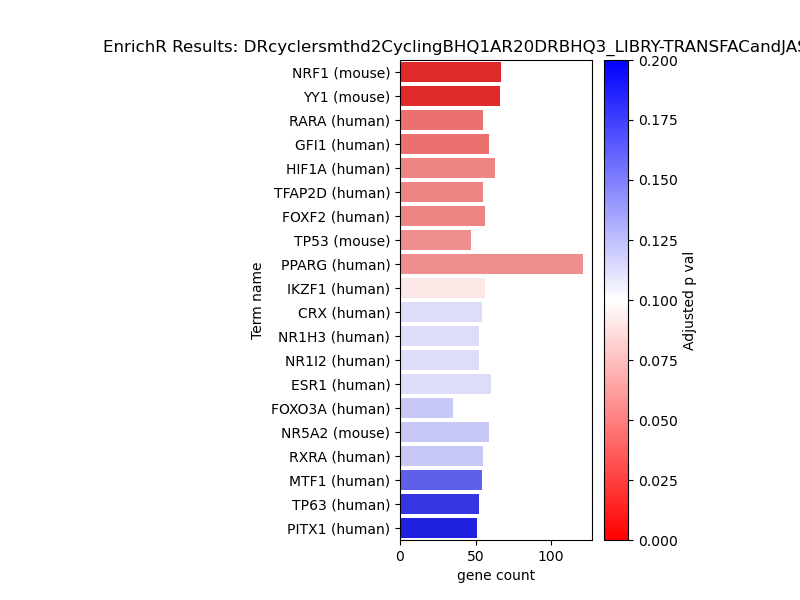 EnrichR Results: DRcyclersmthd2CyclingBHQ1AR20DRBHQ3_LIBRY-TRANSFACandJAS
NRF1 (mouse)
YY1 (mouse)
RARA (human)
GFI1 (human)
HIF1A (human)
TFAP2D (human)
FOXF2 (human)
TP53 (mouse)
PPARG (human)
IKZF1 (human)
CRX (human)
NR1H3 (human)
NR1I2 (human)
ESR1 (human)
FOXO3A (human)
NR5A2 (mouse)
RXRA (human)
MTF1 (human)
TP63 (human)
PITX1 (human)
Term name
0 50 100
gene count
0.200
0.175
0.150
0.125
0.100
0.075
0.050
0.025
0.000
Adjusted p val